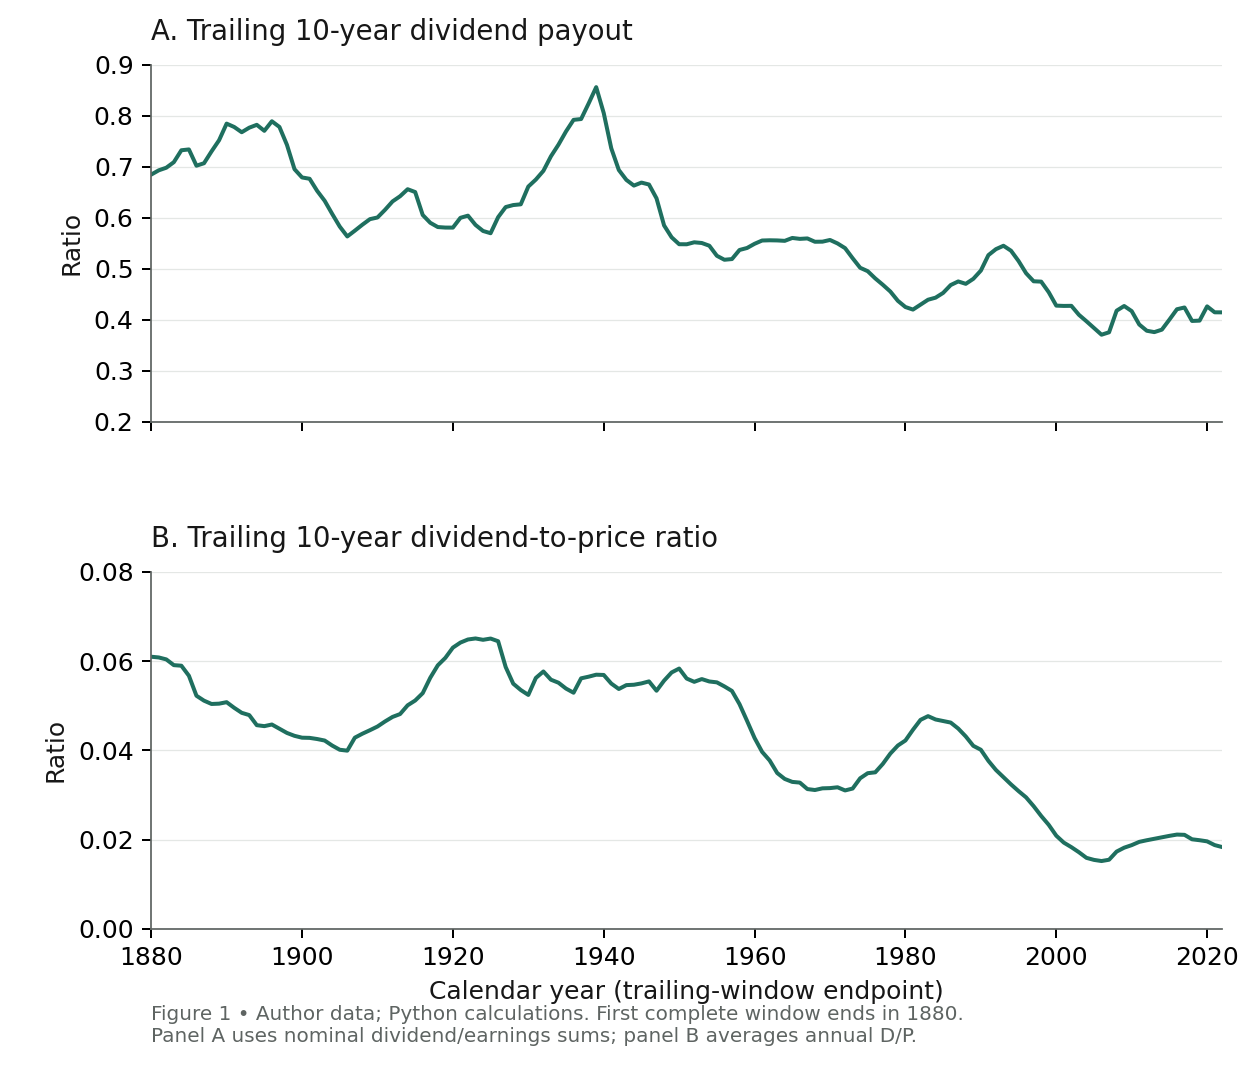 A. Trailing 10-year dividend payout
0.9
0.8
0.7
0.6
0.5
0.4
0.3
0.2
Ratio
B. Trailing 10-year dividend-to-price ratio
0.08
0.06
0.04
0.02
0.00
Ratio
1880 1900 1920 1940 1960 1980 2000 2020
Calendar year (trailing-window endpoint)
Figure 1 • Author data; Python calculations. First complete window ends in 1880.
Panel A uses nominal dividend/earnings sums; panel B averages annual D/P.